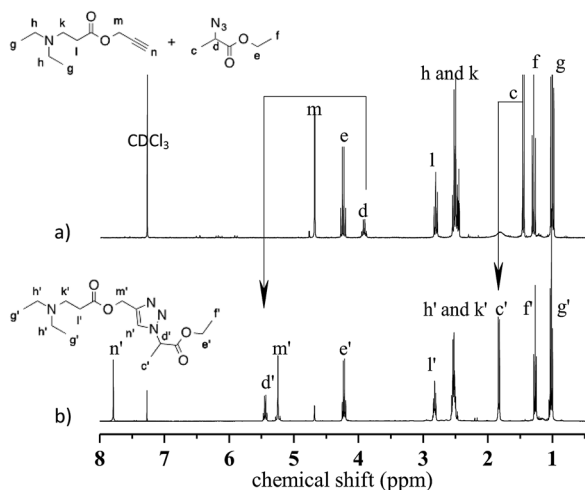 h k O m
g N O f
l n
h g
+
N3 O
c d O e
h and k f g
c
m
CDCl3
e
l
d
a)
h' k' O m'
g' N O N N
l' n' N
h' g' d' f'
c' O O e'
n' d' m' e' l' h' and k' c' f' g'
b)
8 7 6 5 4 3 2 1
chemical shift (ppm)